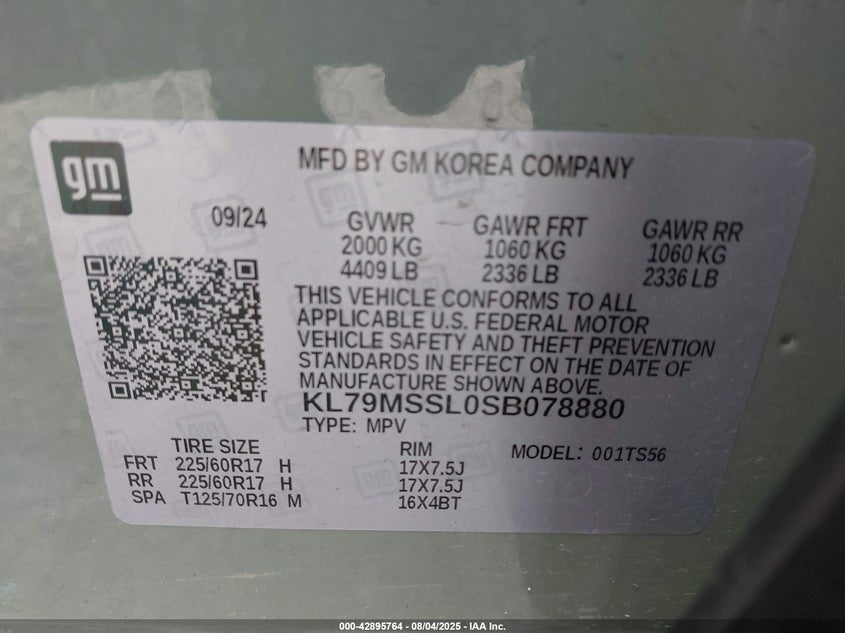 gm
MFD BY GM KOREA COMPANY
09/24
GVWR GAWR FRT GAWR RR
2000 KG 1060 KG 1060 KG
4409 LB 2336 LB 2336 LB
THIS VEHICLE CONFORMS TO ALL
APPLICABLE U.S. FEDERAL MOTOR
VEHICLE SAFETY AND THEFT PREVENTION
STANDARDS IN EFFECT ON THE DATE OF
MANUFACTURE SHOWN ABOVE.
KL79MSSL0SB078880
TYPE: MPV
TIRE SIZE RIM MODEL: 001TS56
FRT 225/60R17 H 17X7.5J
RR 225/60R17 H 17X7.5J
SPA T125/70R16 M 16X4BT
000-42895764 - 08/04/2025 - IAA Inc.